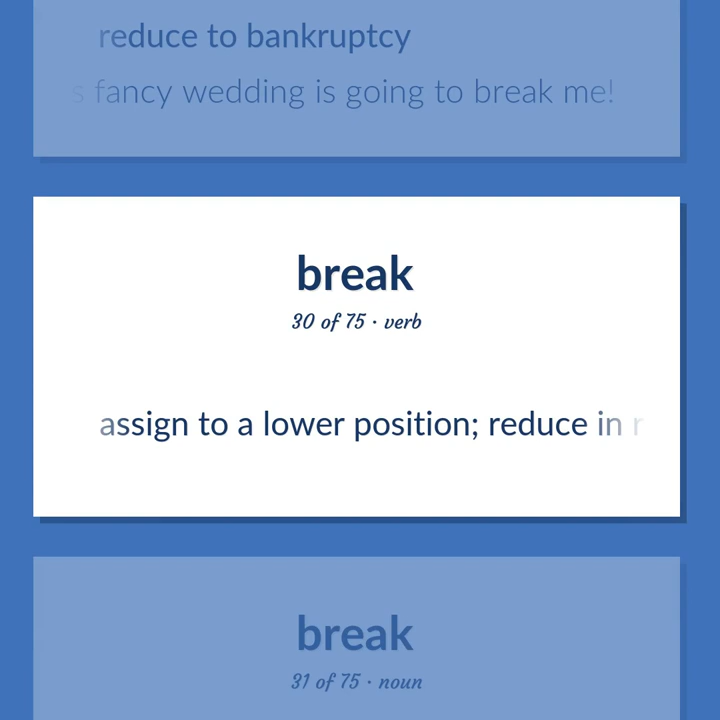 reduce to bankruptcy
s fancy wedding is going to break me!
break
30 of 75 · verb
assign to a lower position; reduce in r
break
31 of 75 · noun